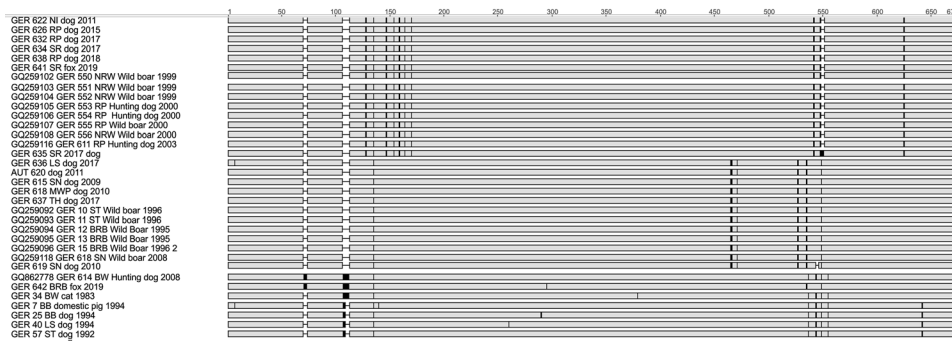 1 50 100 150 200 250 300 350 400 450 500 550 600 650
GER 622 NI dog 2011
GER 626 RP dog 2015
GER 632 RP dog 2017
GER 634 SR dog 2017
GER 638 RP dog 2018
GER 641 SR fox 2019
GQ259102 GER 550 NRW Wild boar 1999
GQ259103 GER 551 NRW Wild boar 1999
GQ259104 GER 552 NRW Wild boar 1999
GQ259105 GER 553 RP Hunting dog 2000
GQ259106 GER 554 RP Hunting dog 2000
GQ259107 GER 555 RP Wild boar 2000
GQ259108 GER 556 NRW Wild boar 2000
GQ259116 GER 611 RP Hunting dog 2003
GER 635 SR 2017 dog
GER 636 LS dog 2017
AUT 620 dog 2011
GER 615 SN dog 2009
GER 618 MWP dog 2010
GER 637 TH dog 2017
GQ259092 GER 10 ST Wild boar 1996
GQ259093 GER 11 ST Wild boar 1996
GQ259094 GER 12 BRB Wild Boar 1995
GQ259095 GER 13 BRB Wild Boar 1995
GQ259096 GER 15 BRB Wild Boar 1996 2
GQ259118 GER 618 SN Wild boar 2008
GER 619 SN dog 2010
GQ862778 GER 614 BW Hunting dog 2008
GER 642 BRB fox 2019
GER 34 BW cat 1983
GER 7 BB domestic pig 1994
GER 25 BB dog 1994
GER 40 LS dog 1994
GER 57 ST dog 1992